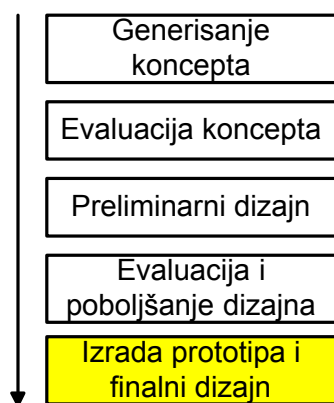 Generisanje
koncepta
Evaluacija koncepta
Preliminarni dizajn
Evaluacija i
poboljšanje dizajna
Izrada prototipa i
finalni dizajn